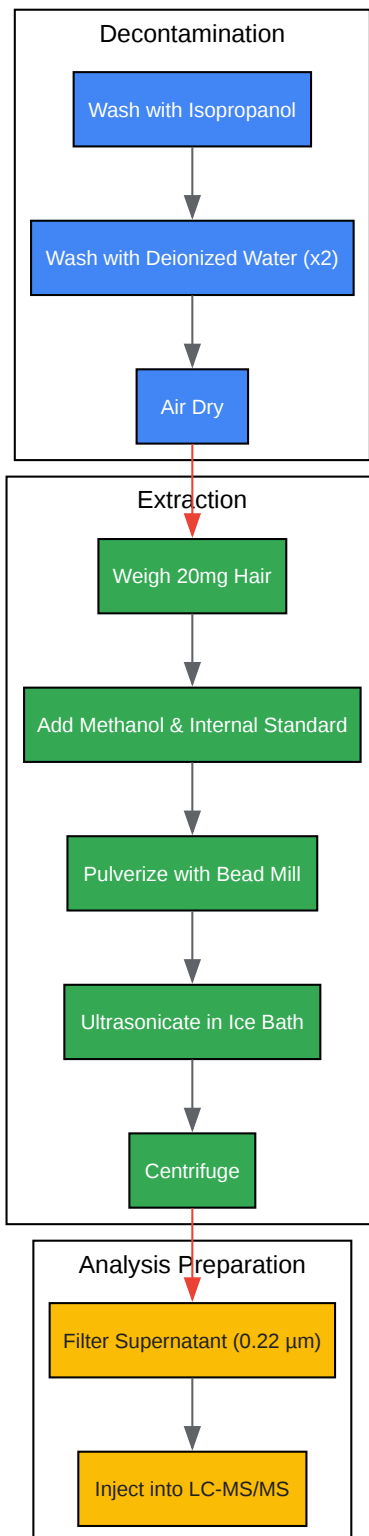 Decontamination
Wash with Isopropanol
Wash with Deionized Water (x2)
Air Dry
Extraction
Weigh 20mg Hair
Add Methanol & Internal Standard
Pulverize with Bead Mill
Ultrasonicate in Ice Bath
Centrifuge
Analysis Preparation
Filter Supernatant (0.22 µm)
Inject into LC-MS/MS